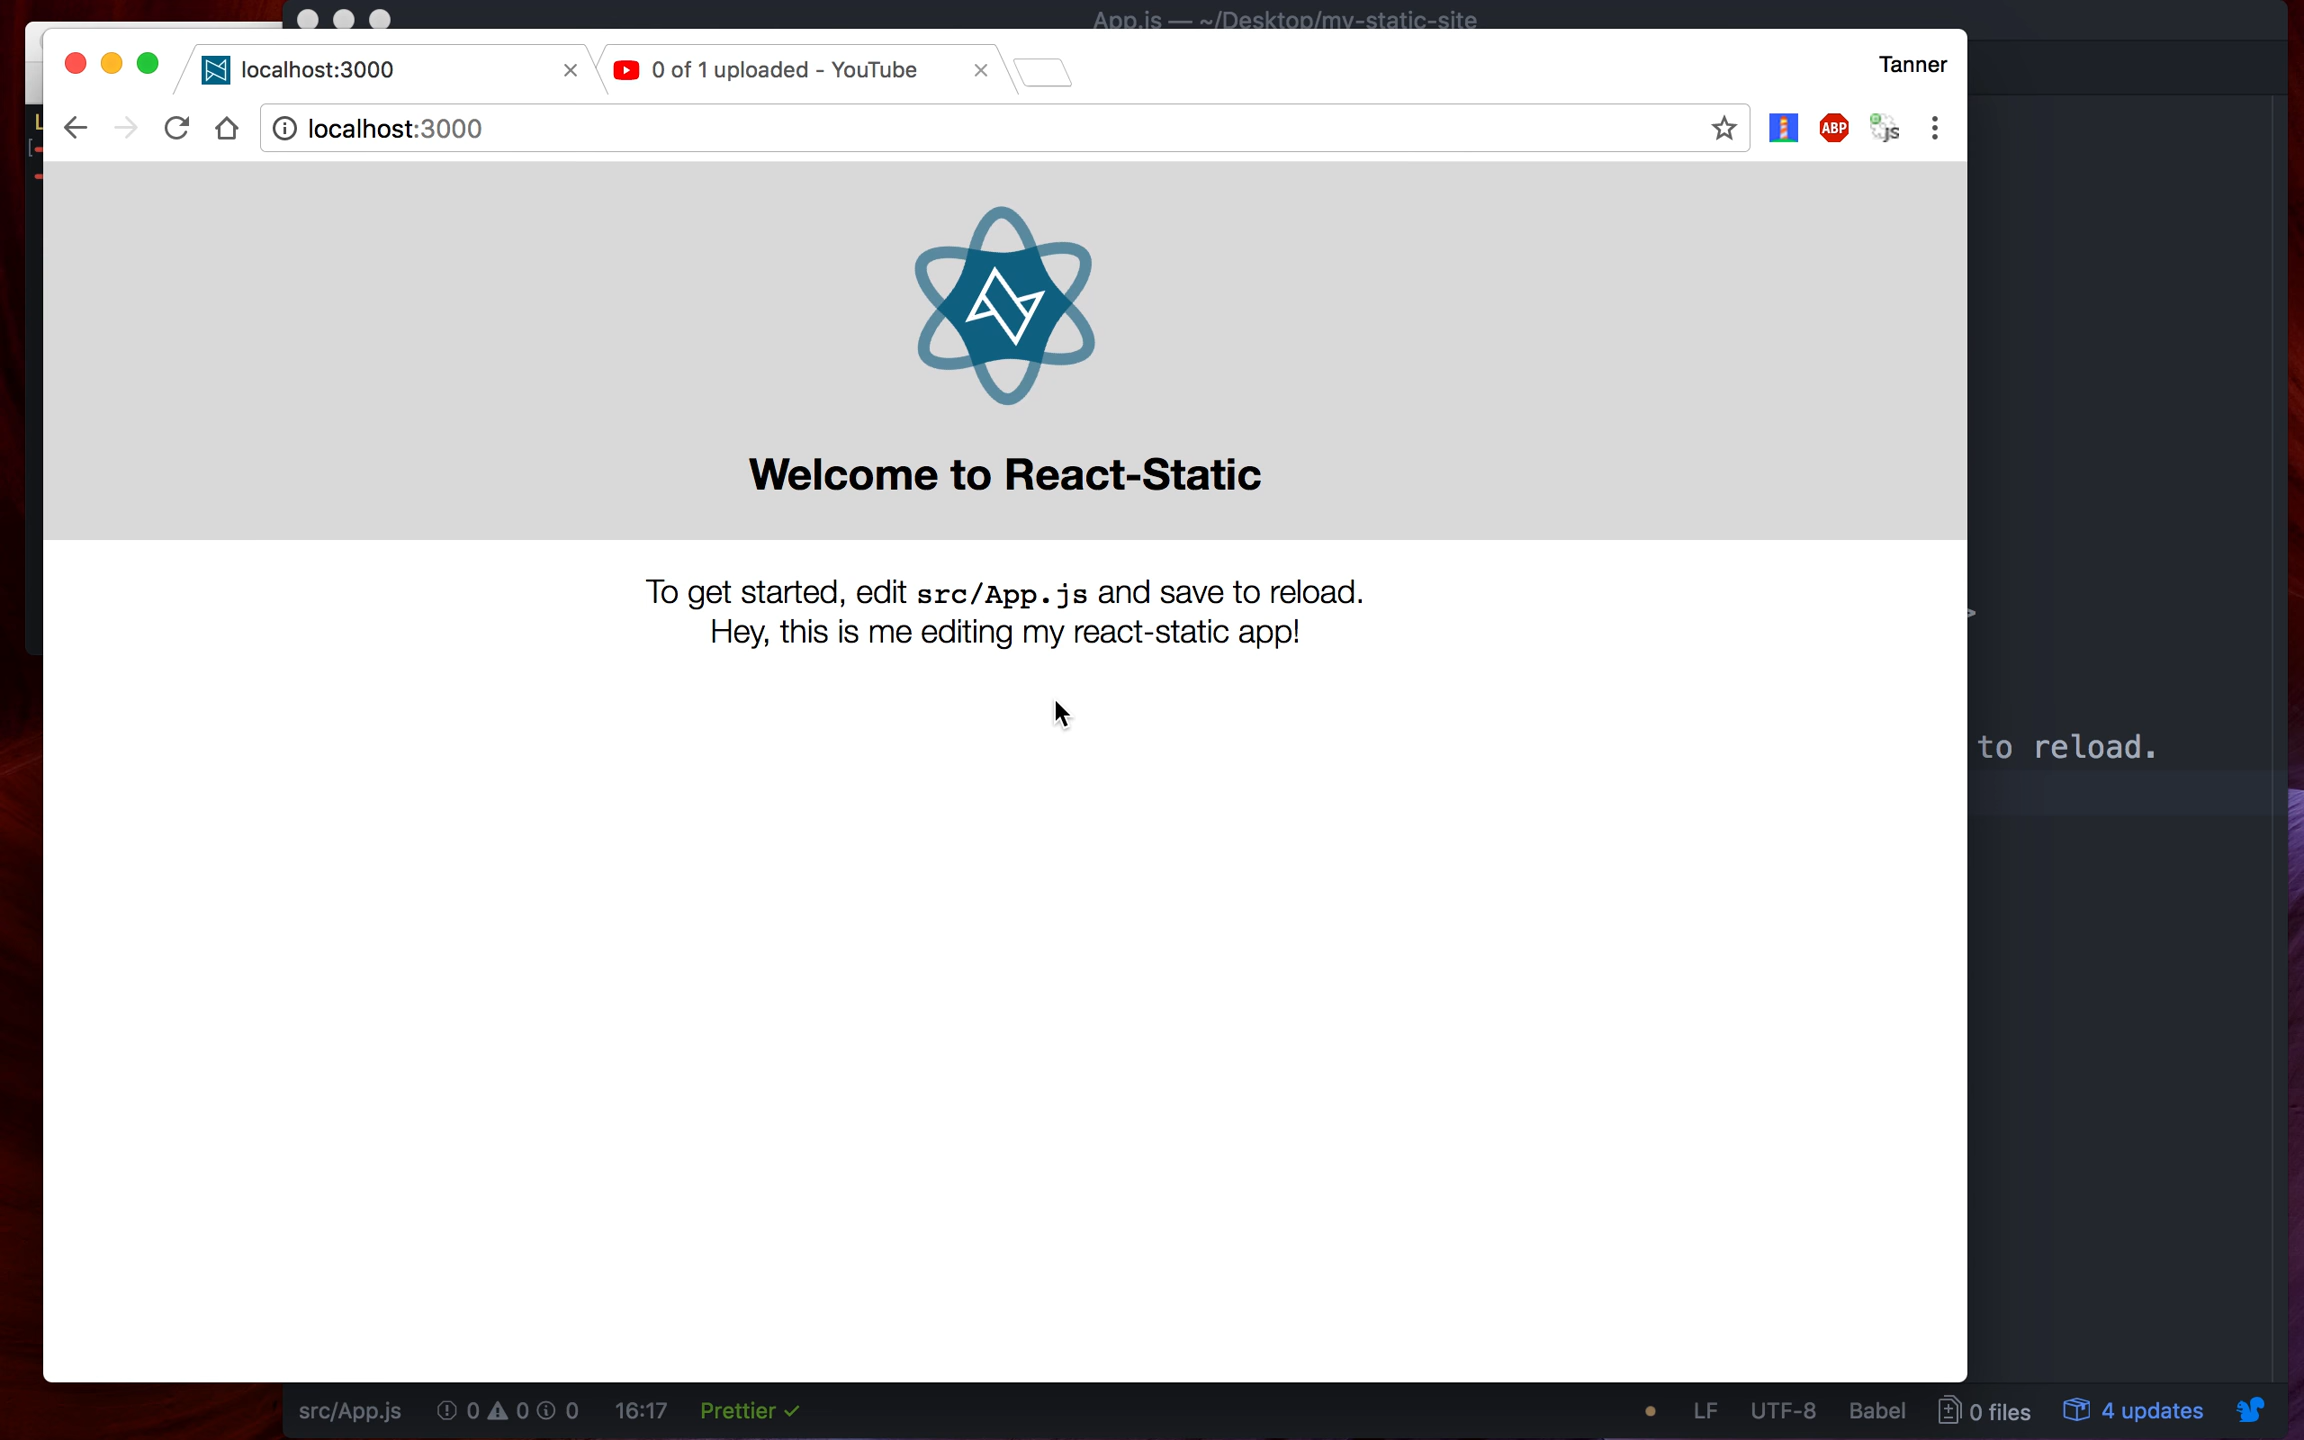 App.js — ~/Desktop/my-static-site
localhost:3000
0 of 1 uploaded - YouTube
Tanner
localhost:3000
ABP
js
Welcome to React-Static
To get started, edit src/App.js and save to reload.
Hey, this is me editing my react-static app!
>
to reload.
src/App.js 0 0 0 16:17 Prettier ✓ LF UTF-8 Babel 0 files 4 updates